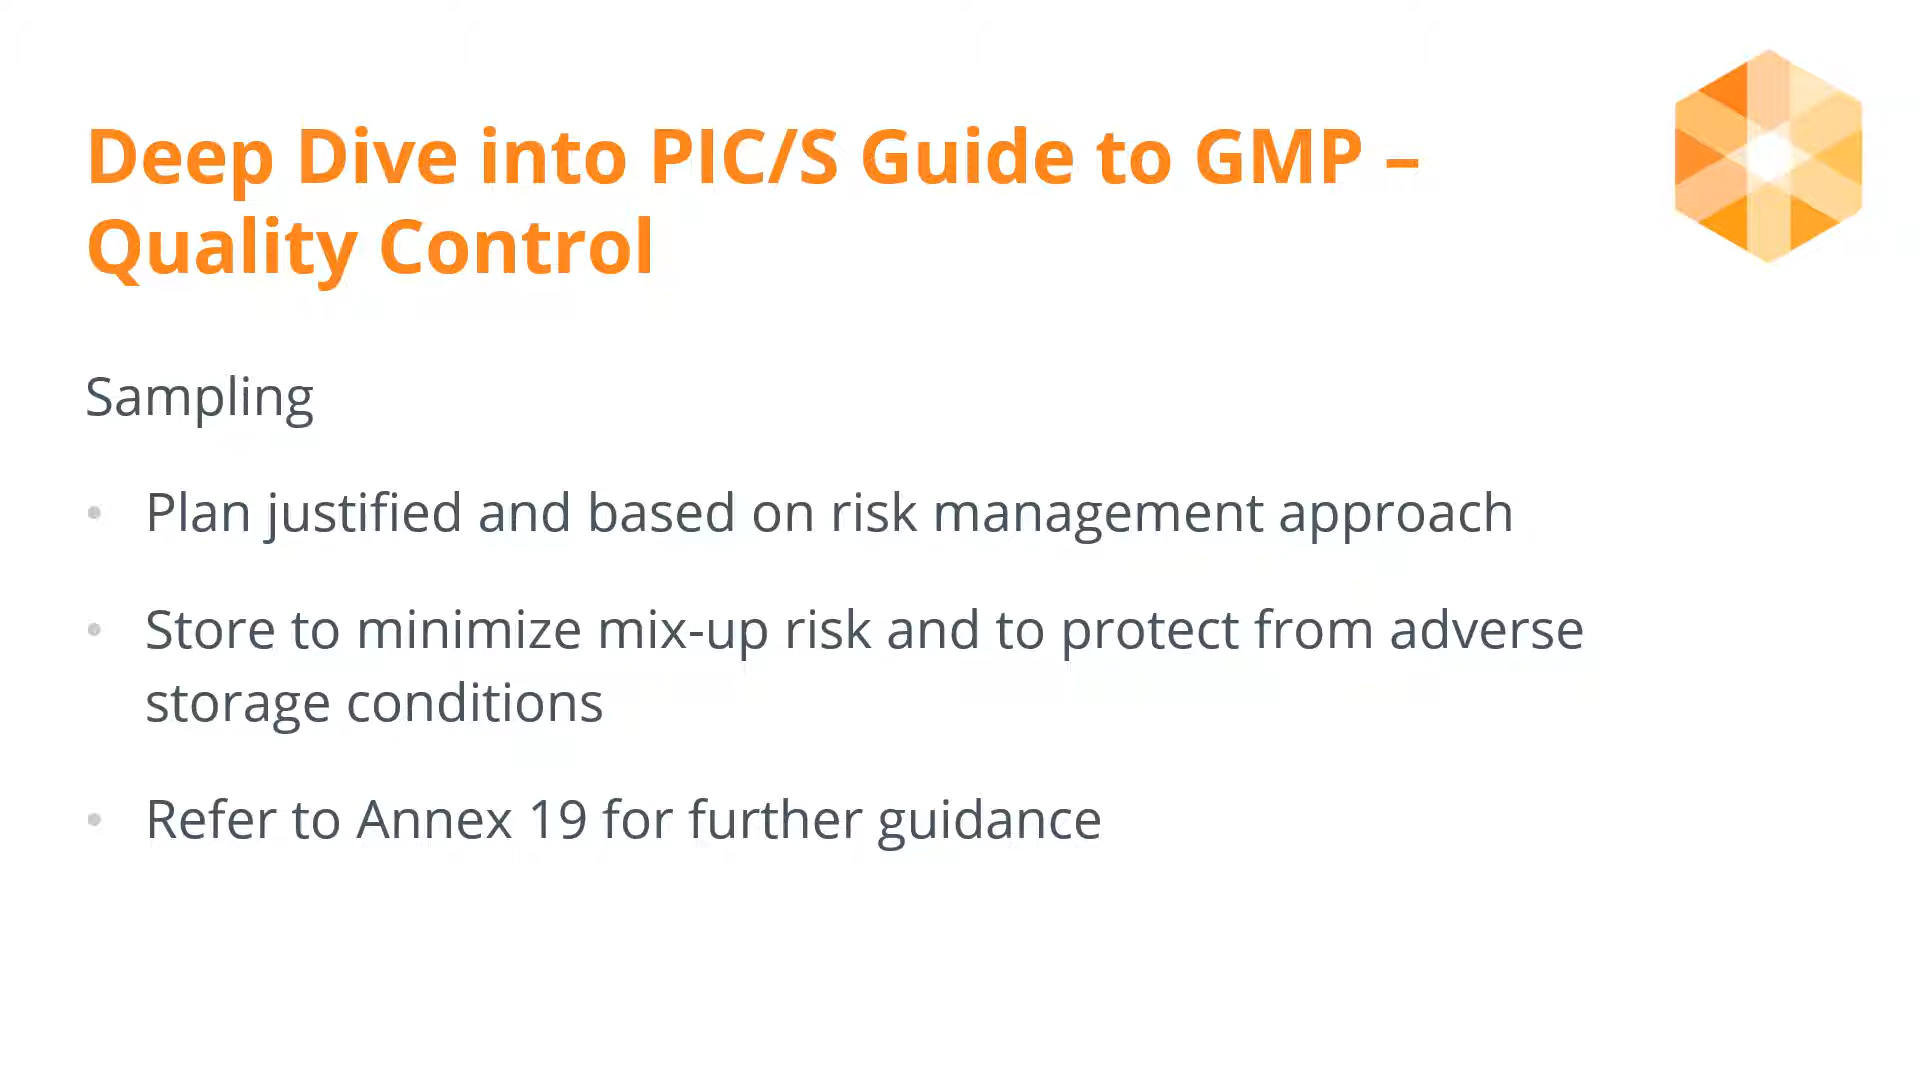 Deep Dive into PIC/S Guide to GMP –
Quality Control
Sampling
• Plan justified and based on risk management approach
• Store to minimize mix-up risk and to protect from adverse
storage conditions
• Refer to Annex 19 for further guidance